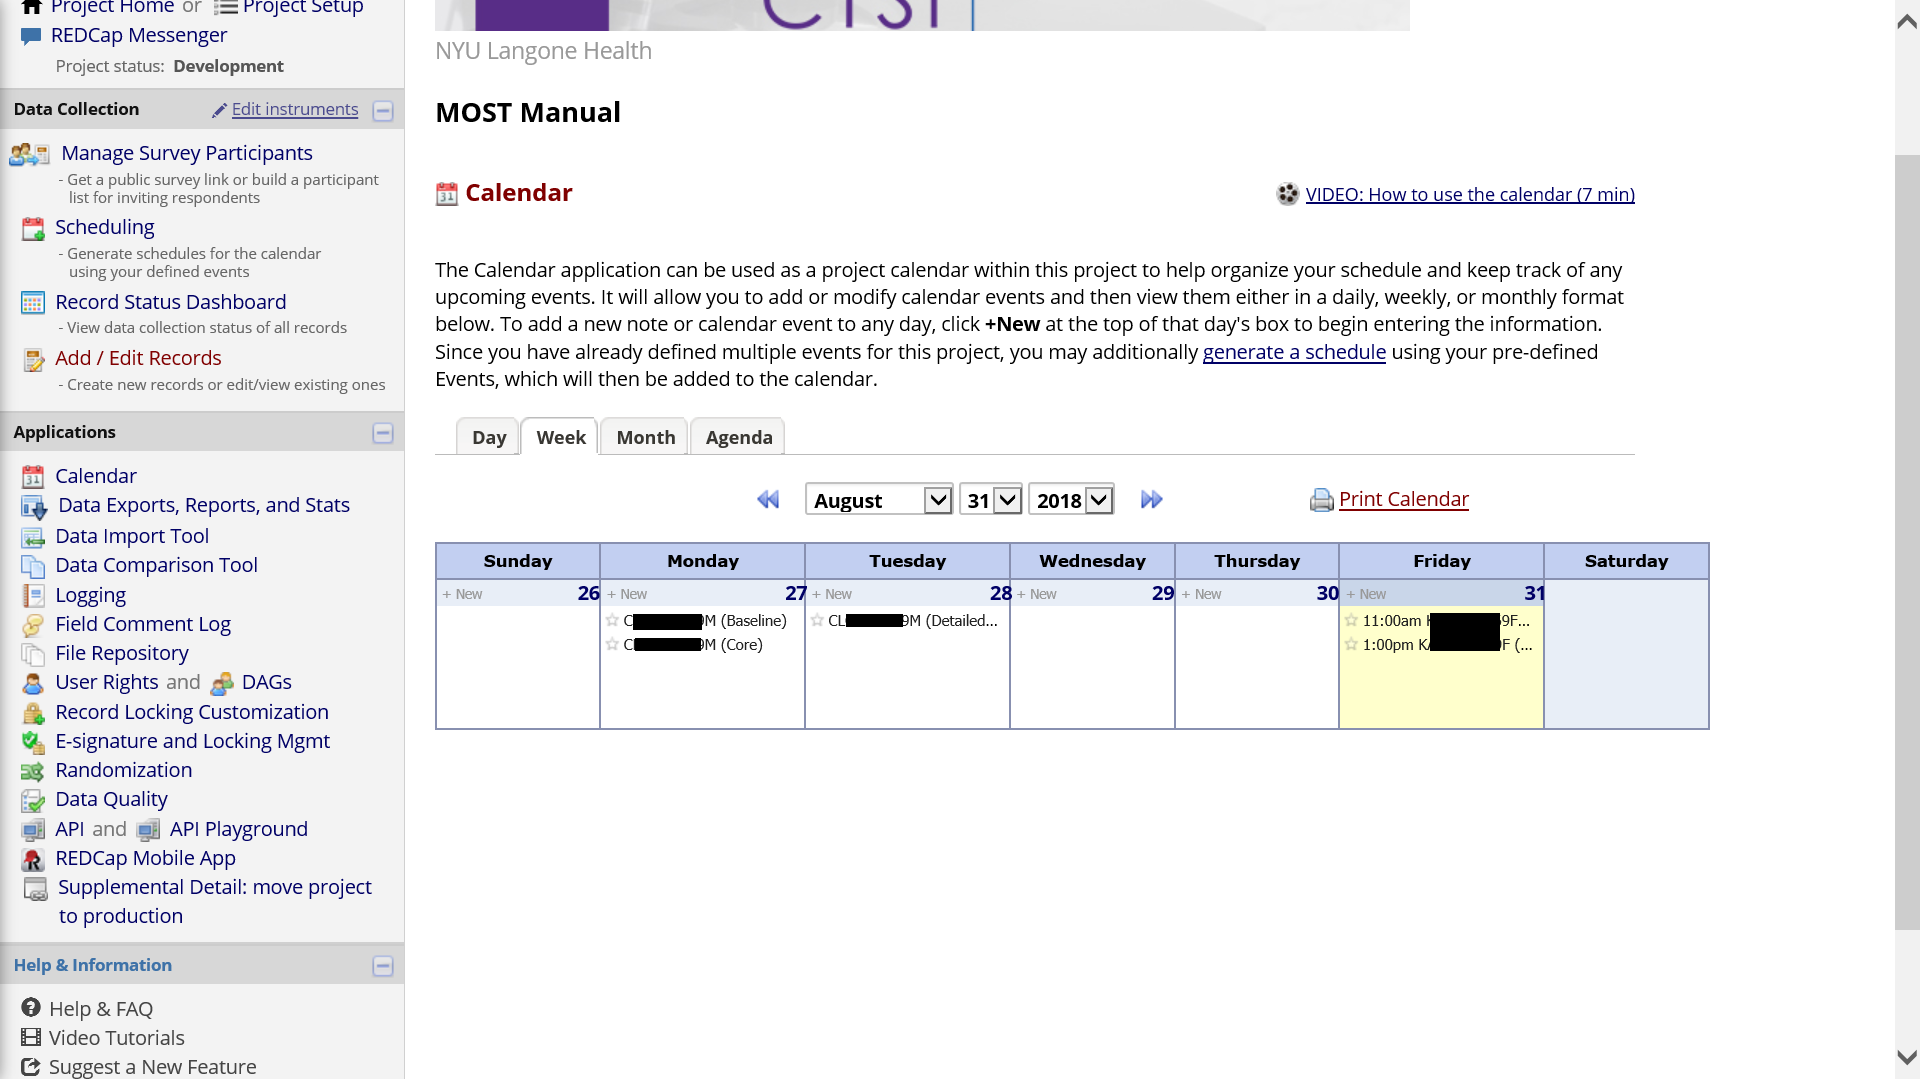 Project Home or Project Setup
REDCap Messenger
Project status: Development
Data Collection
Edit instruments
Manage Survey Participants
- Get a public survey link or build a participant
list for inviting respondents
Scheduling
- Generate schedules for the calendar
using your defined events
Record Status Dashboard
- View data collection status of all records
Add / Edit Records
- Create new records or edit/view existing ones
Applications
Calendar
Data Exports, Reports, and Stats
Data Import Tool
Data Comparison Tool
Logging
Field Comment Log
File Repository
User Rights and DAGs
Record Locking Customization
E-signature and Locking Mgmt
Randomization
Data Quality
API and API Playground
REDCap Mobile App
Supplemental Detail: move project
to production
Help & Information
Help & FAQ
Video Tutorials
Suggest a New Feature
CTSI
NYU Langone Health
MOST Manual
Calendar
VIDEO: How to use the calendar (7 min)
The Calendar application can be used as a project calendar within this project to help organize your schedule and keep track of any
upcoming events. It will allow you to add or modify calendar events and then view them either in a daily, weekly, or monthly format
below. To add a new note or calendar event to any day, click +New at the top of that day's box to begin entering the information.
Since you have already defined multiple events for this project, you may additionally generate a schedule using your pre-defined
Events, which will then be added to the calendar.
Day Week Month Agenda
August 31 2018
Print Calendar
Sunday Monday Tuesday Wednesday Thursday Friday Saturday
+ New 26 + New 27 + New 28 + New 29 + New 30 + New 31
C M (Baseline) CL 9M (Detailed... 11:00am 9F...
C M (Core) 1:00pm K F (...